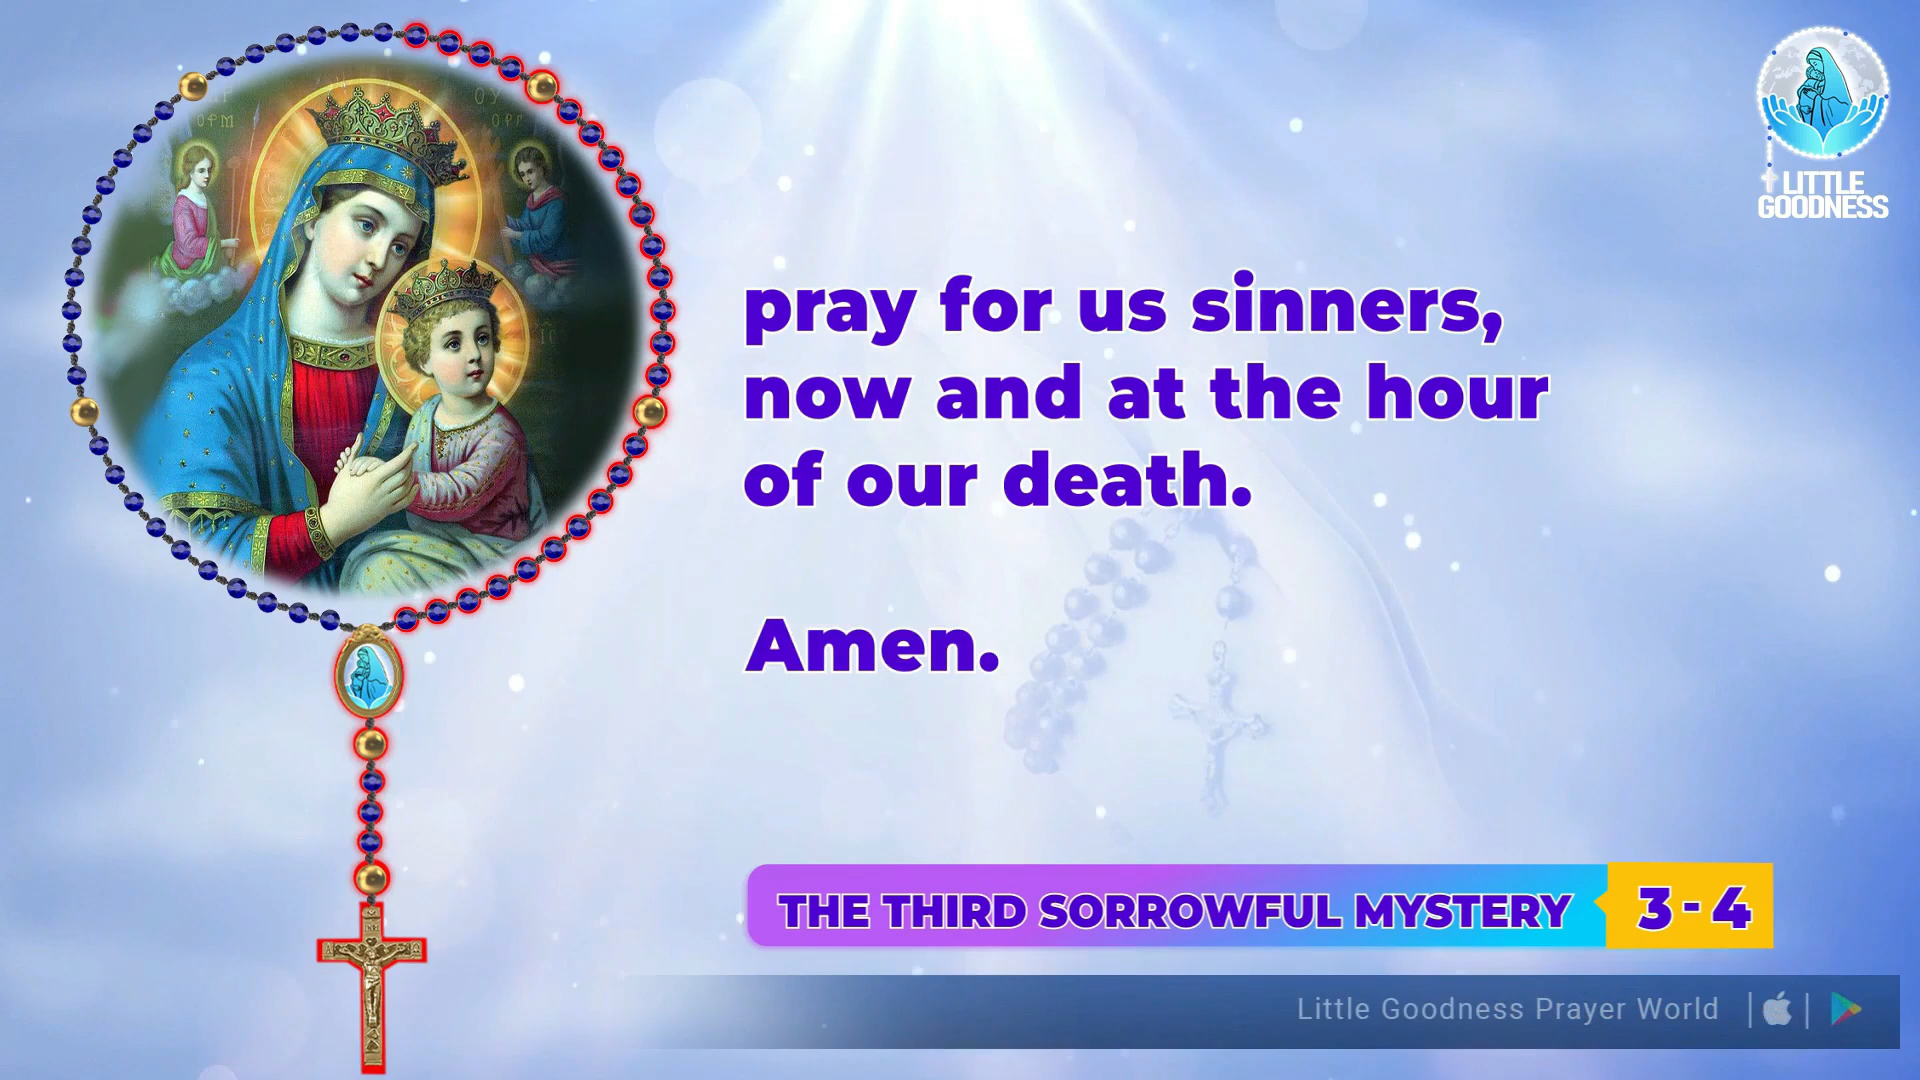 LITTLE
GOODNESS
pray for us sinners,
now and at the hour
of our death.
Amen.
THE THIRD SORROWFUL MYSTERY 3 - 4
Little Goodness Prayer World
INRI